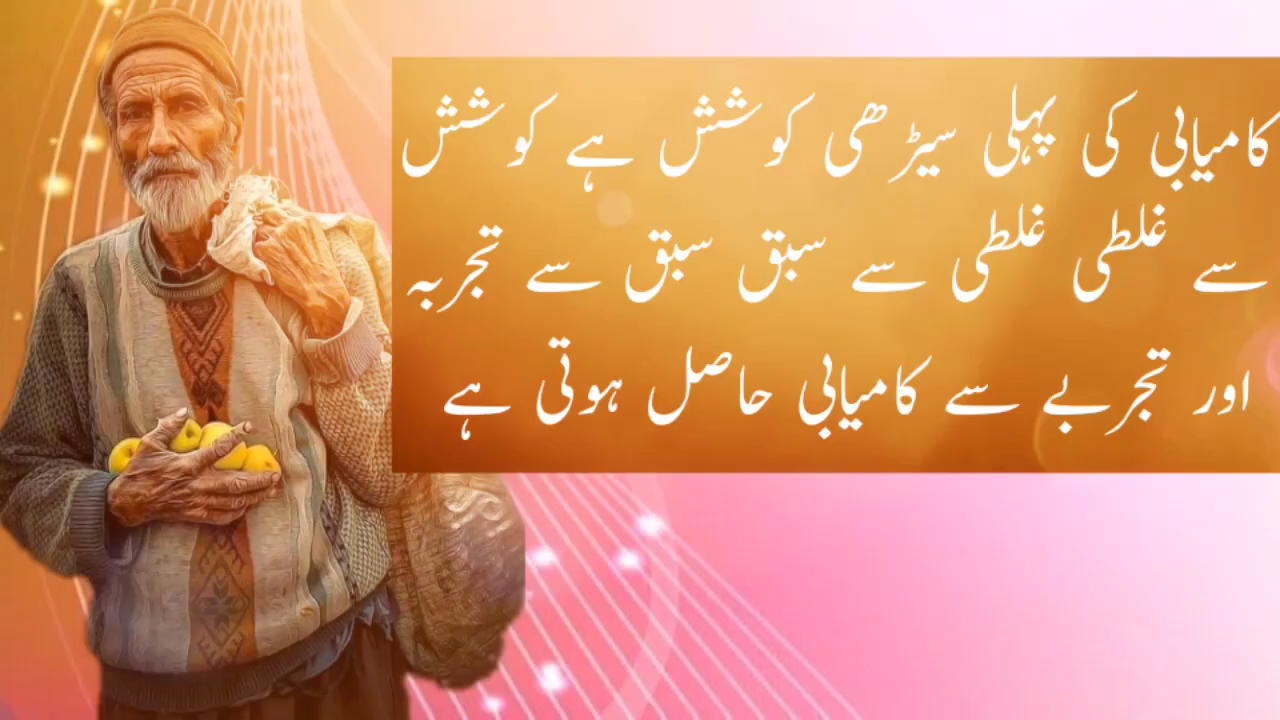 کامیابی کی پہلی سیڑھی کوشش ہے کوشش
سے غلطی غلطی سے سبق سبق سے تجربہ
اور تجربے سے کامیابی حاصل ہوتی ہے